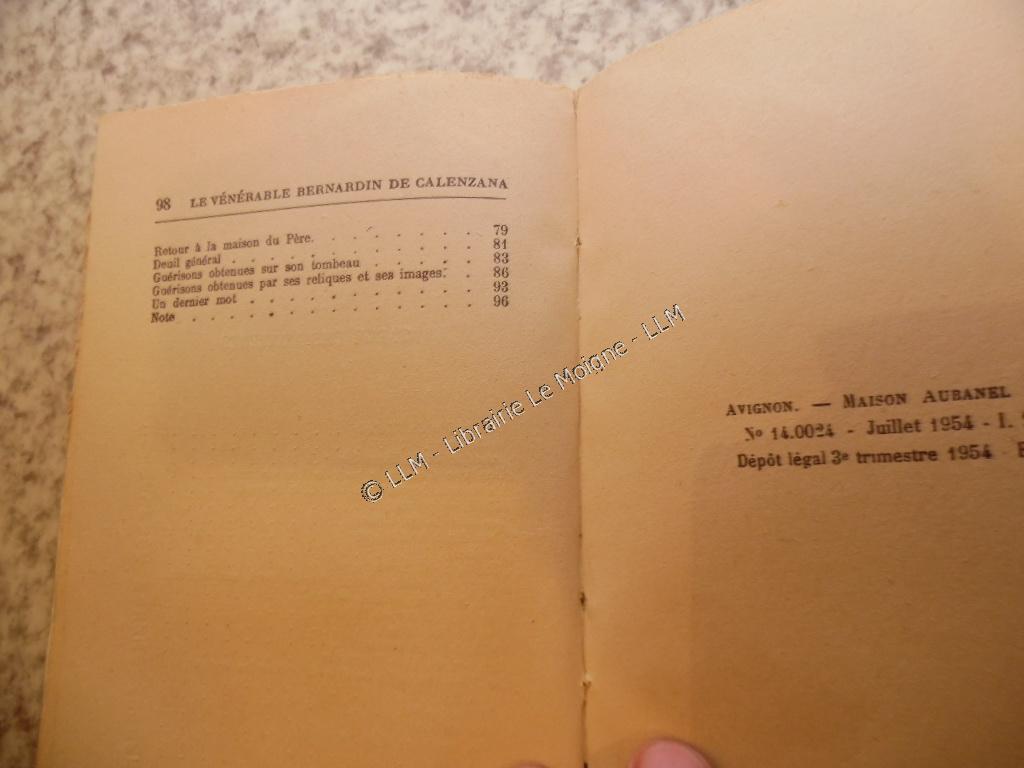 98 LE VÉNÉRABLE BERNARDIN DE CALENZANA
Retour à la maison du Père. . . . . . . . 79
Deuil général . . . . . . . . . . . . 81
Guérisons obtenues sur son tombeau . . . . . 83
Guérisons obtenues par ses reliques et ses images. . 86
Un dernier mot . . . . . . . . . . . 93
Note . . . . . . . . . . . . . . 96
© LLM - Librairie Le Moigne - LLM
AVIGNON. — MAISON AUBANEL
Nº 14.0024 - Juillet 1954 - I.
Dépôt légal 3e trimestre 1954